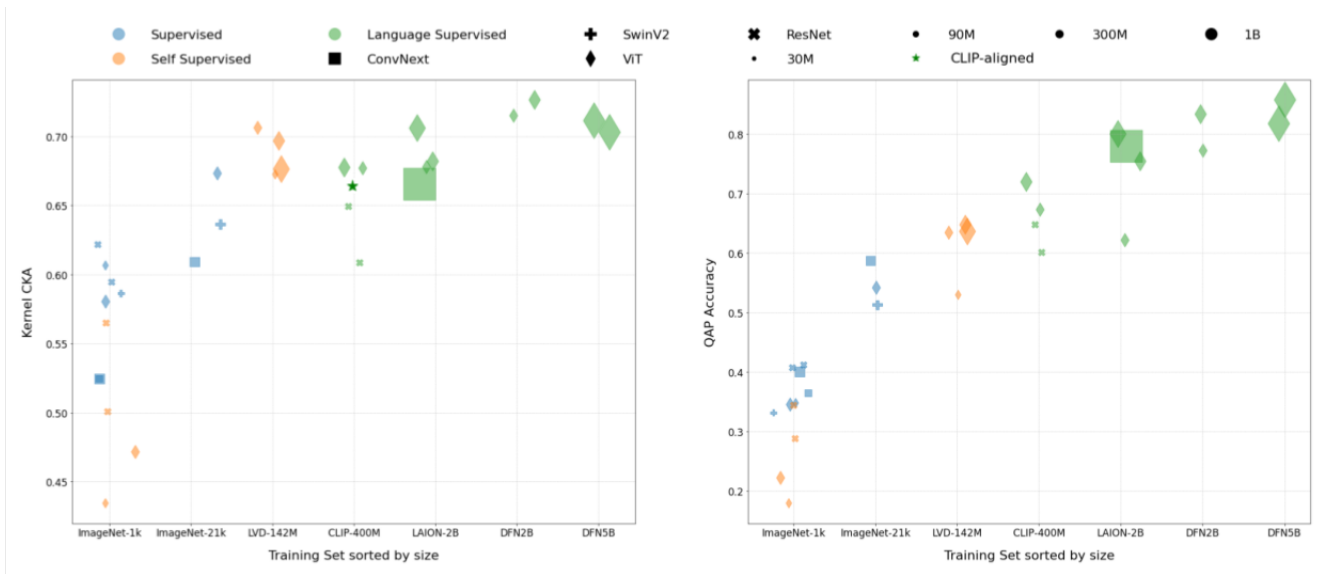 Supervised
Language Supervised
SwinV2
ResNet
90M
300M
1B
Self Supervised
ConvNext
ViT
30M
CLIP-aligned
Kernel CKA
0.70
0.65
0.60
0.55
0.50
0.45
ImageNet-1k
ImageNet-21k
LVD-142M
CLIP-400M
LAION-2B
DFN2B
DFN5B
Training Set sorted by size
QAP Accuracy
0.8
0.7
0.6
0.5
0.4
0.3
0.2
ImageNet-1k
ImageNet-21k
LVD-142M
CLIP-400M
LAION-2B
DFN2B
DFN5B
Training Set sorted by size